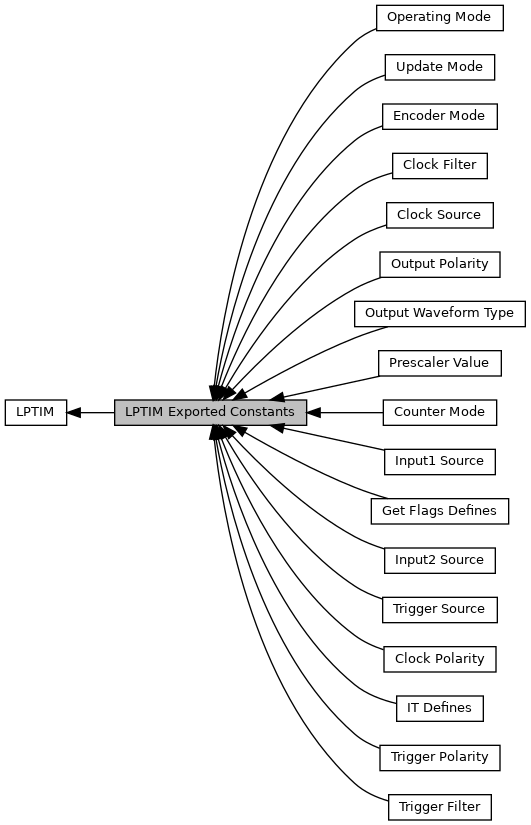 Operating Mode
Update Mode
Encoder Mode
Clock Filter
Clock Source
Output Polarity
Output Waveform Type
Prescaler Value
LPTIM
LPTIM Exported Constants
Counter Mode
Input1 Source
Get Flags Defines
Input2 Source
Trigger Source
Clock Polarity
IT Defines
Trigger Polarity
Trigger Filter